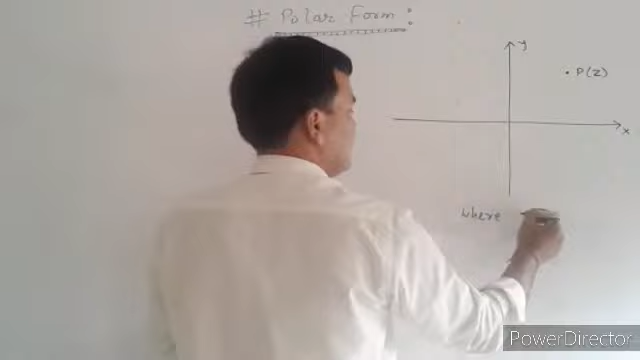 # Polar Form :
y
P(z)
x
where
PowerDirector